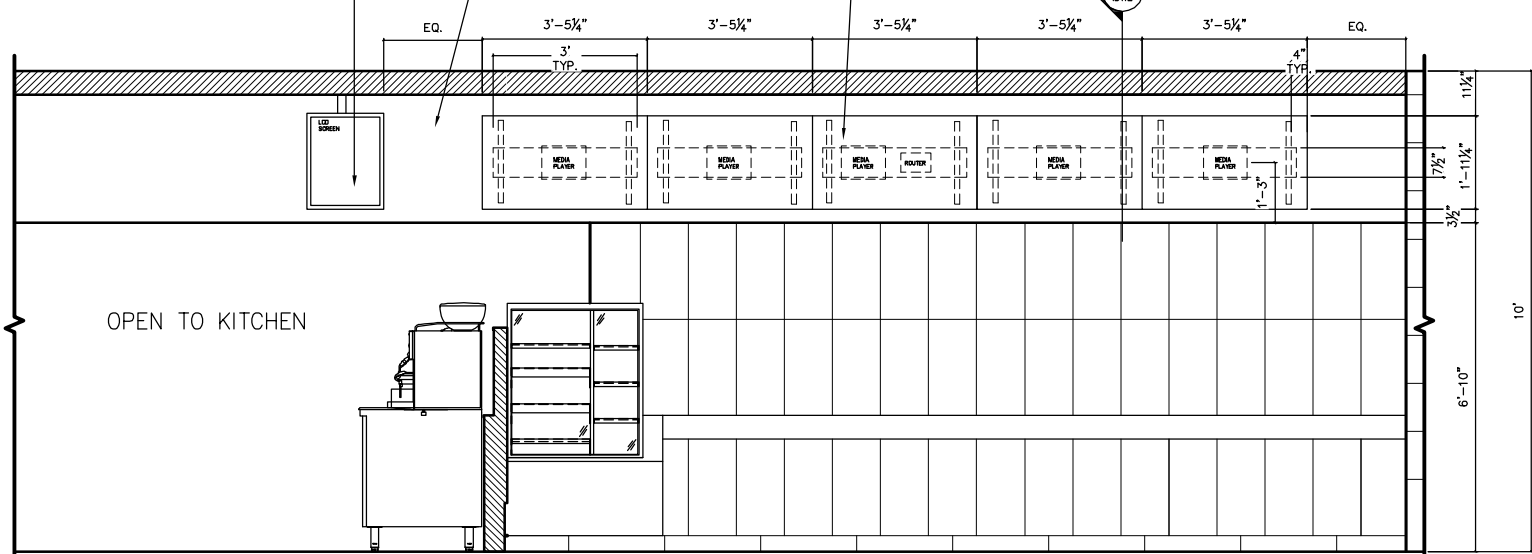 EQ.
3'-5¼"
3'-5¼"
3'-5¼"
3'-5¼"
3'-5¼"
EQ.
3'
TYP.
4"
TYP.
11¼"
LCD
SCREEN
MEDIA
PLAYER
MEDIA
PLAYER
MEDIA
PLAYER
ROUTER
MEDIA
PLAYER
MEDIA
PLAYER
7½"
1'-11¼"
1'-3"
3½"
OPEN TO KITCHEN
10'
6'-10"